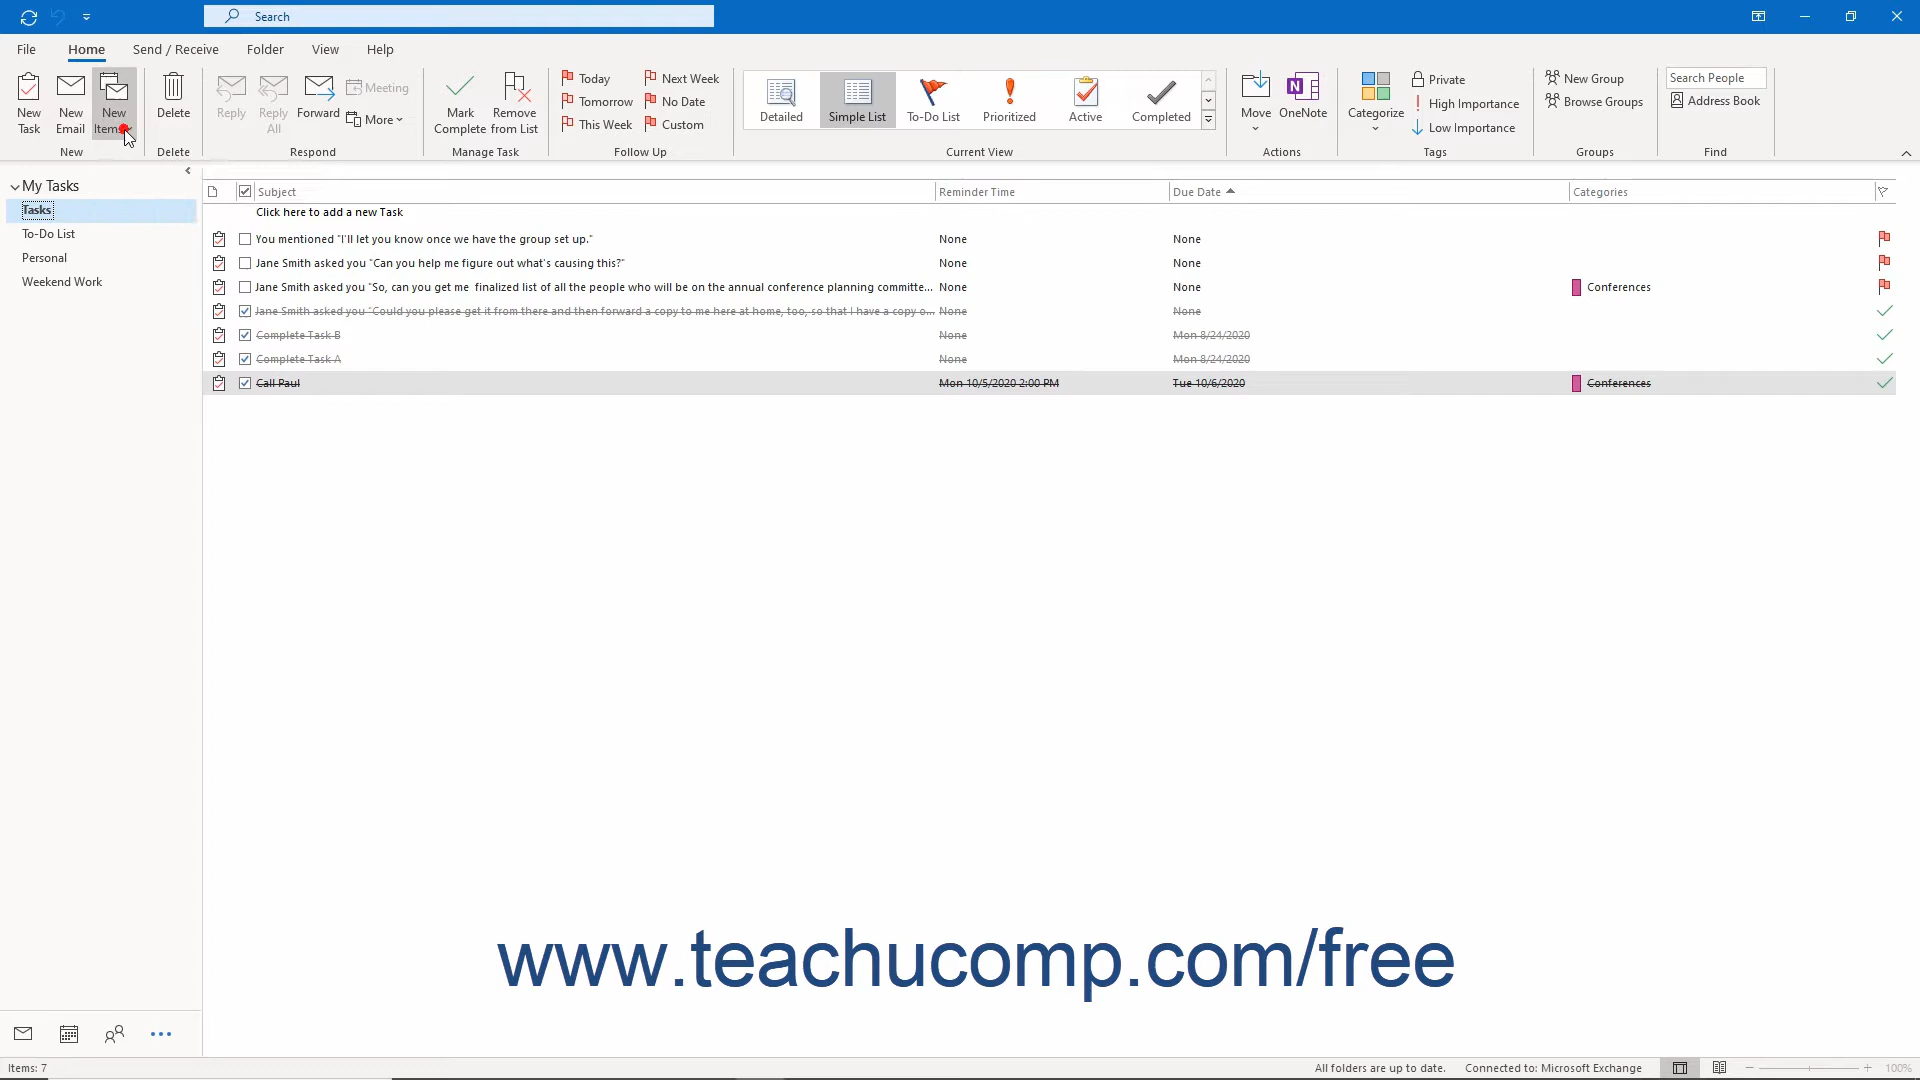 Search
File Home Send / Receive Folder View Help
New Task
New Email
New Items
New
Delete
Delete
Reply
Reply All
Forward
Meeting
More
Respond
Mark Complete
Remove from List
Manage Task
Today
Tomorrow
This Week
Next Week
No Date
Custom
Follow Up
Detailed
Simple List
To-Do List
Prioritized
Active
Completed
Current View
Move
OneNote
Actions
Categorize
Private
High Importance
Low Importance
Tags
New Group
Browse Groups
Groups
Search People
Address Book
Find
My Tasks
Tasks
To-Do List
Personal
Weekend Work
Subject Reminder Time Due Date Categories
Click here to add a new Task
You mentioned "I'll let you know once we have the group set up." None None
Jane Smith asked you "Can you help me figure out what's causing this?" None None
Jane Smith asked you "So, can you get me finalized list of all the people who will be on the annual conference planning committe... None None Conferences
Jane Smith asked you "Could you please get it from there and then forward a copy to me here at home, too, so that I have a copy o... None None
Complete Task B None Mon 8/24/2020
Complete Task A None Mon 8/24/2020
Call Paul Mon 10/5/2020 2:00 PM Tue 10/6/2020 Conferences
www.teachucomp.com/free
Items: 7
All folders are up to date. Connected to: Microsoft Exchange 100%